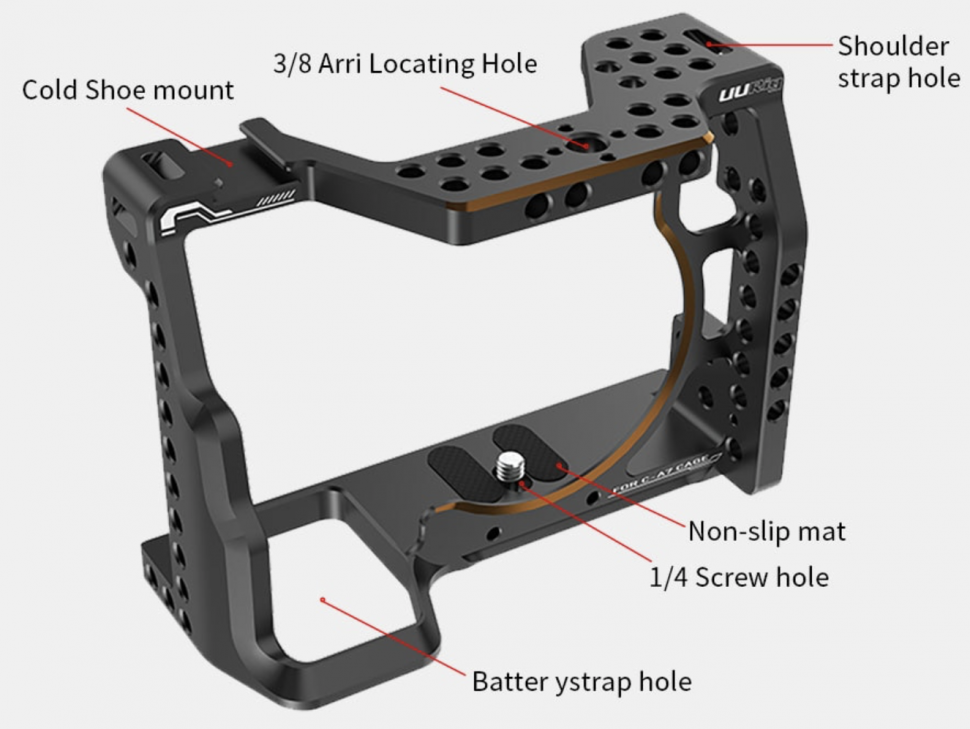 Shoulder
strap hole
3/8 Arri Locating Hole
Cold Shoe mount
UURig
FOR C-A7 CAGE
Non-slip mat
1/4 Screw hole
Batter ystrap hole